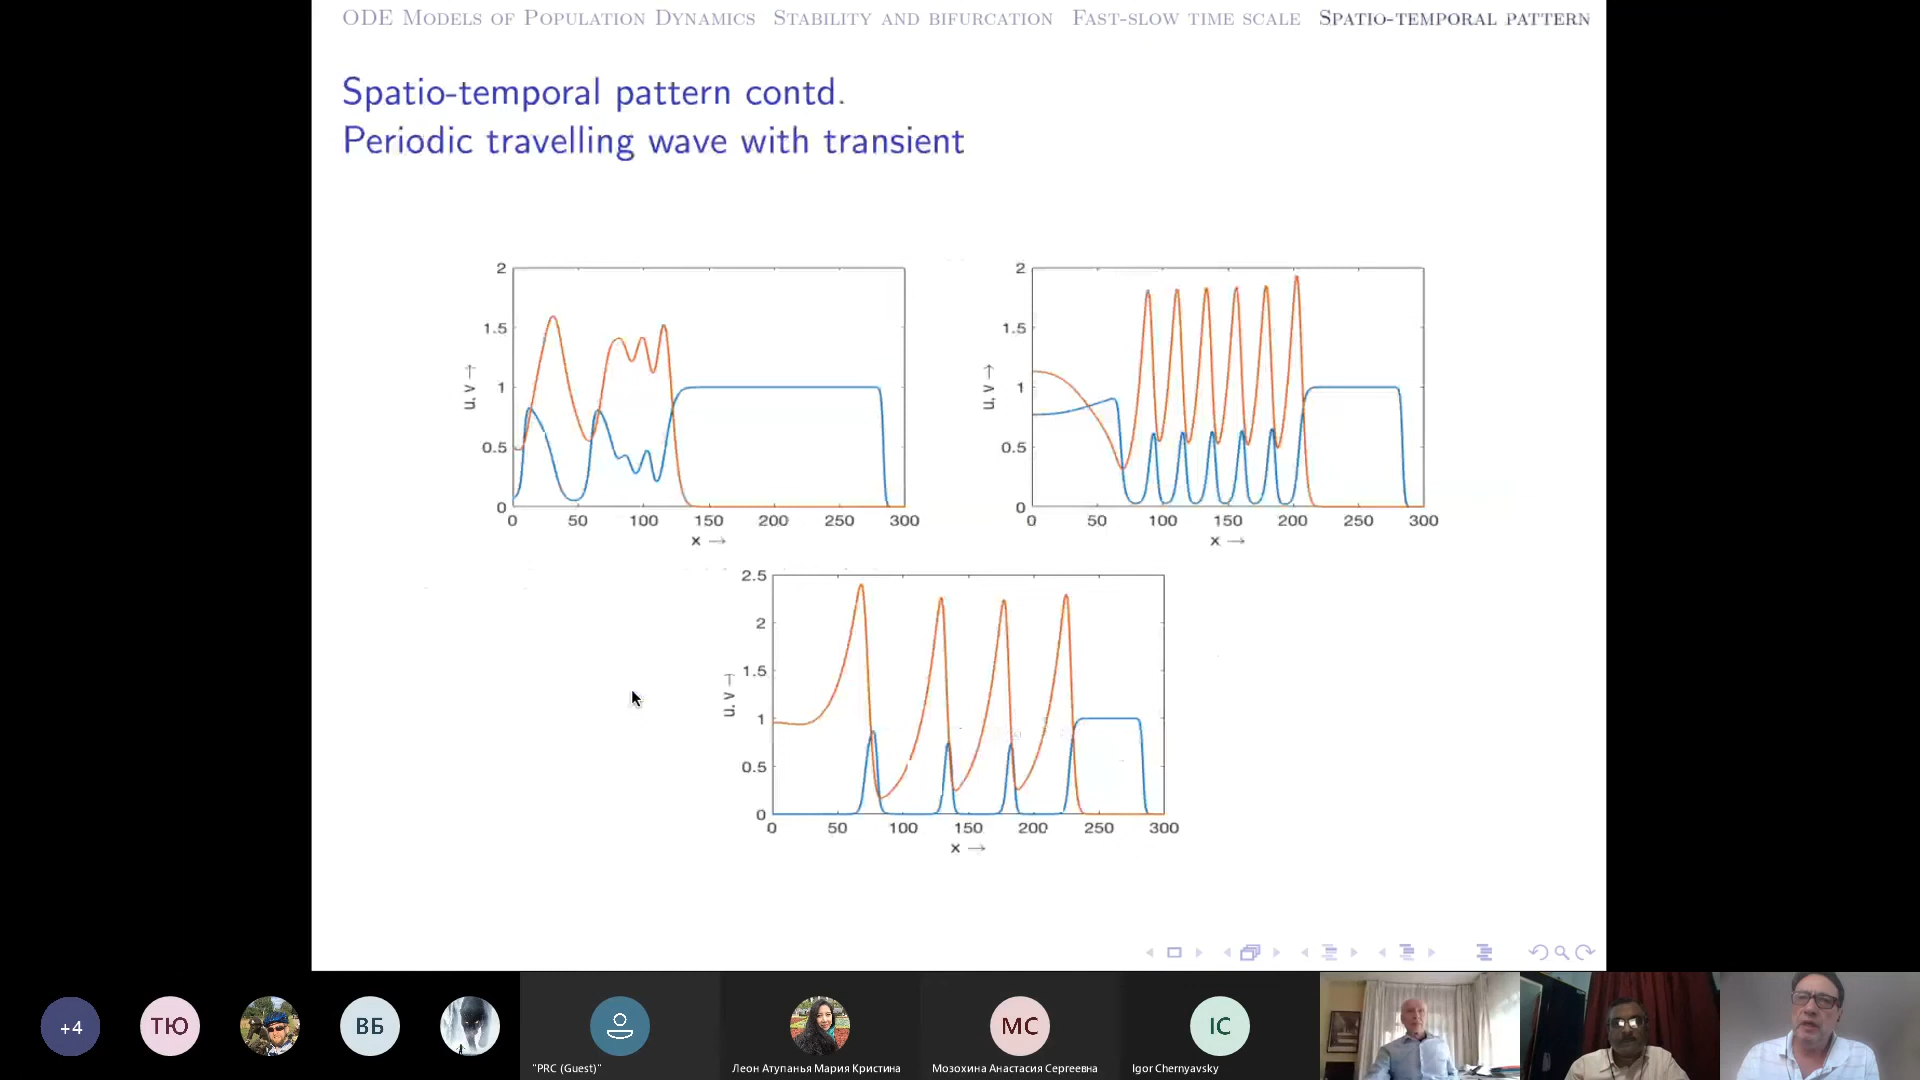 ODE Models of Population Dynamics Stability and bifurcation Fast-slow time scale Spatio-temporal pattern
Spatio-temporal pattern contd.
Periodic travelling wave with transient
2
1.5
1
0.5
0
u, v →
0 50 100 150 200 250 300
x →
2
1.5
1
0.5
0
u, v →
0 50 100 150 200 250 300
x →
2.5
2
1.5
1
0.5
0
u, v →
0 50 100 150 200 250 300
x →
+4
ТЮ
ВБ
МС
IC
"PRC (Guest)"
Леон Атупанья Мария Кристина
Мозохина Анастасия Сергеевна
Igor Chernyavsky